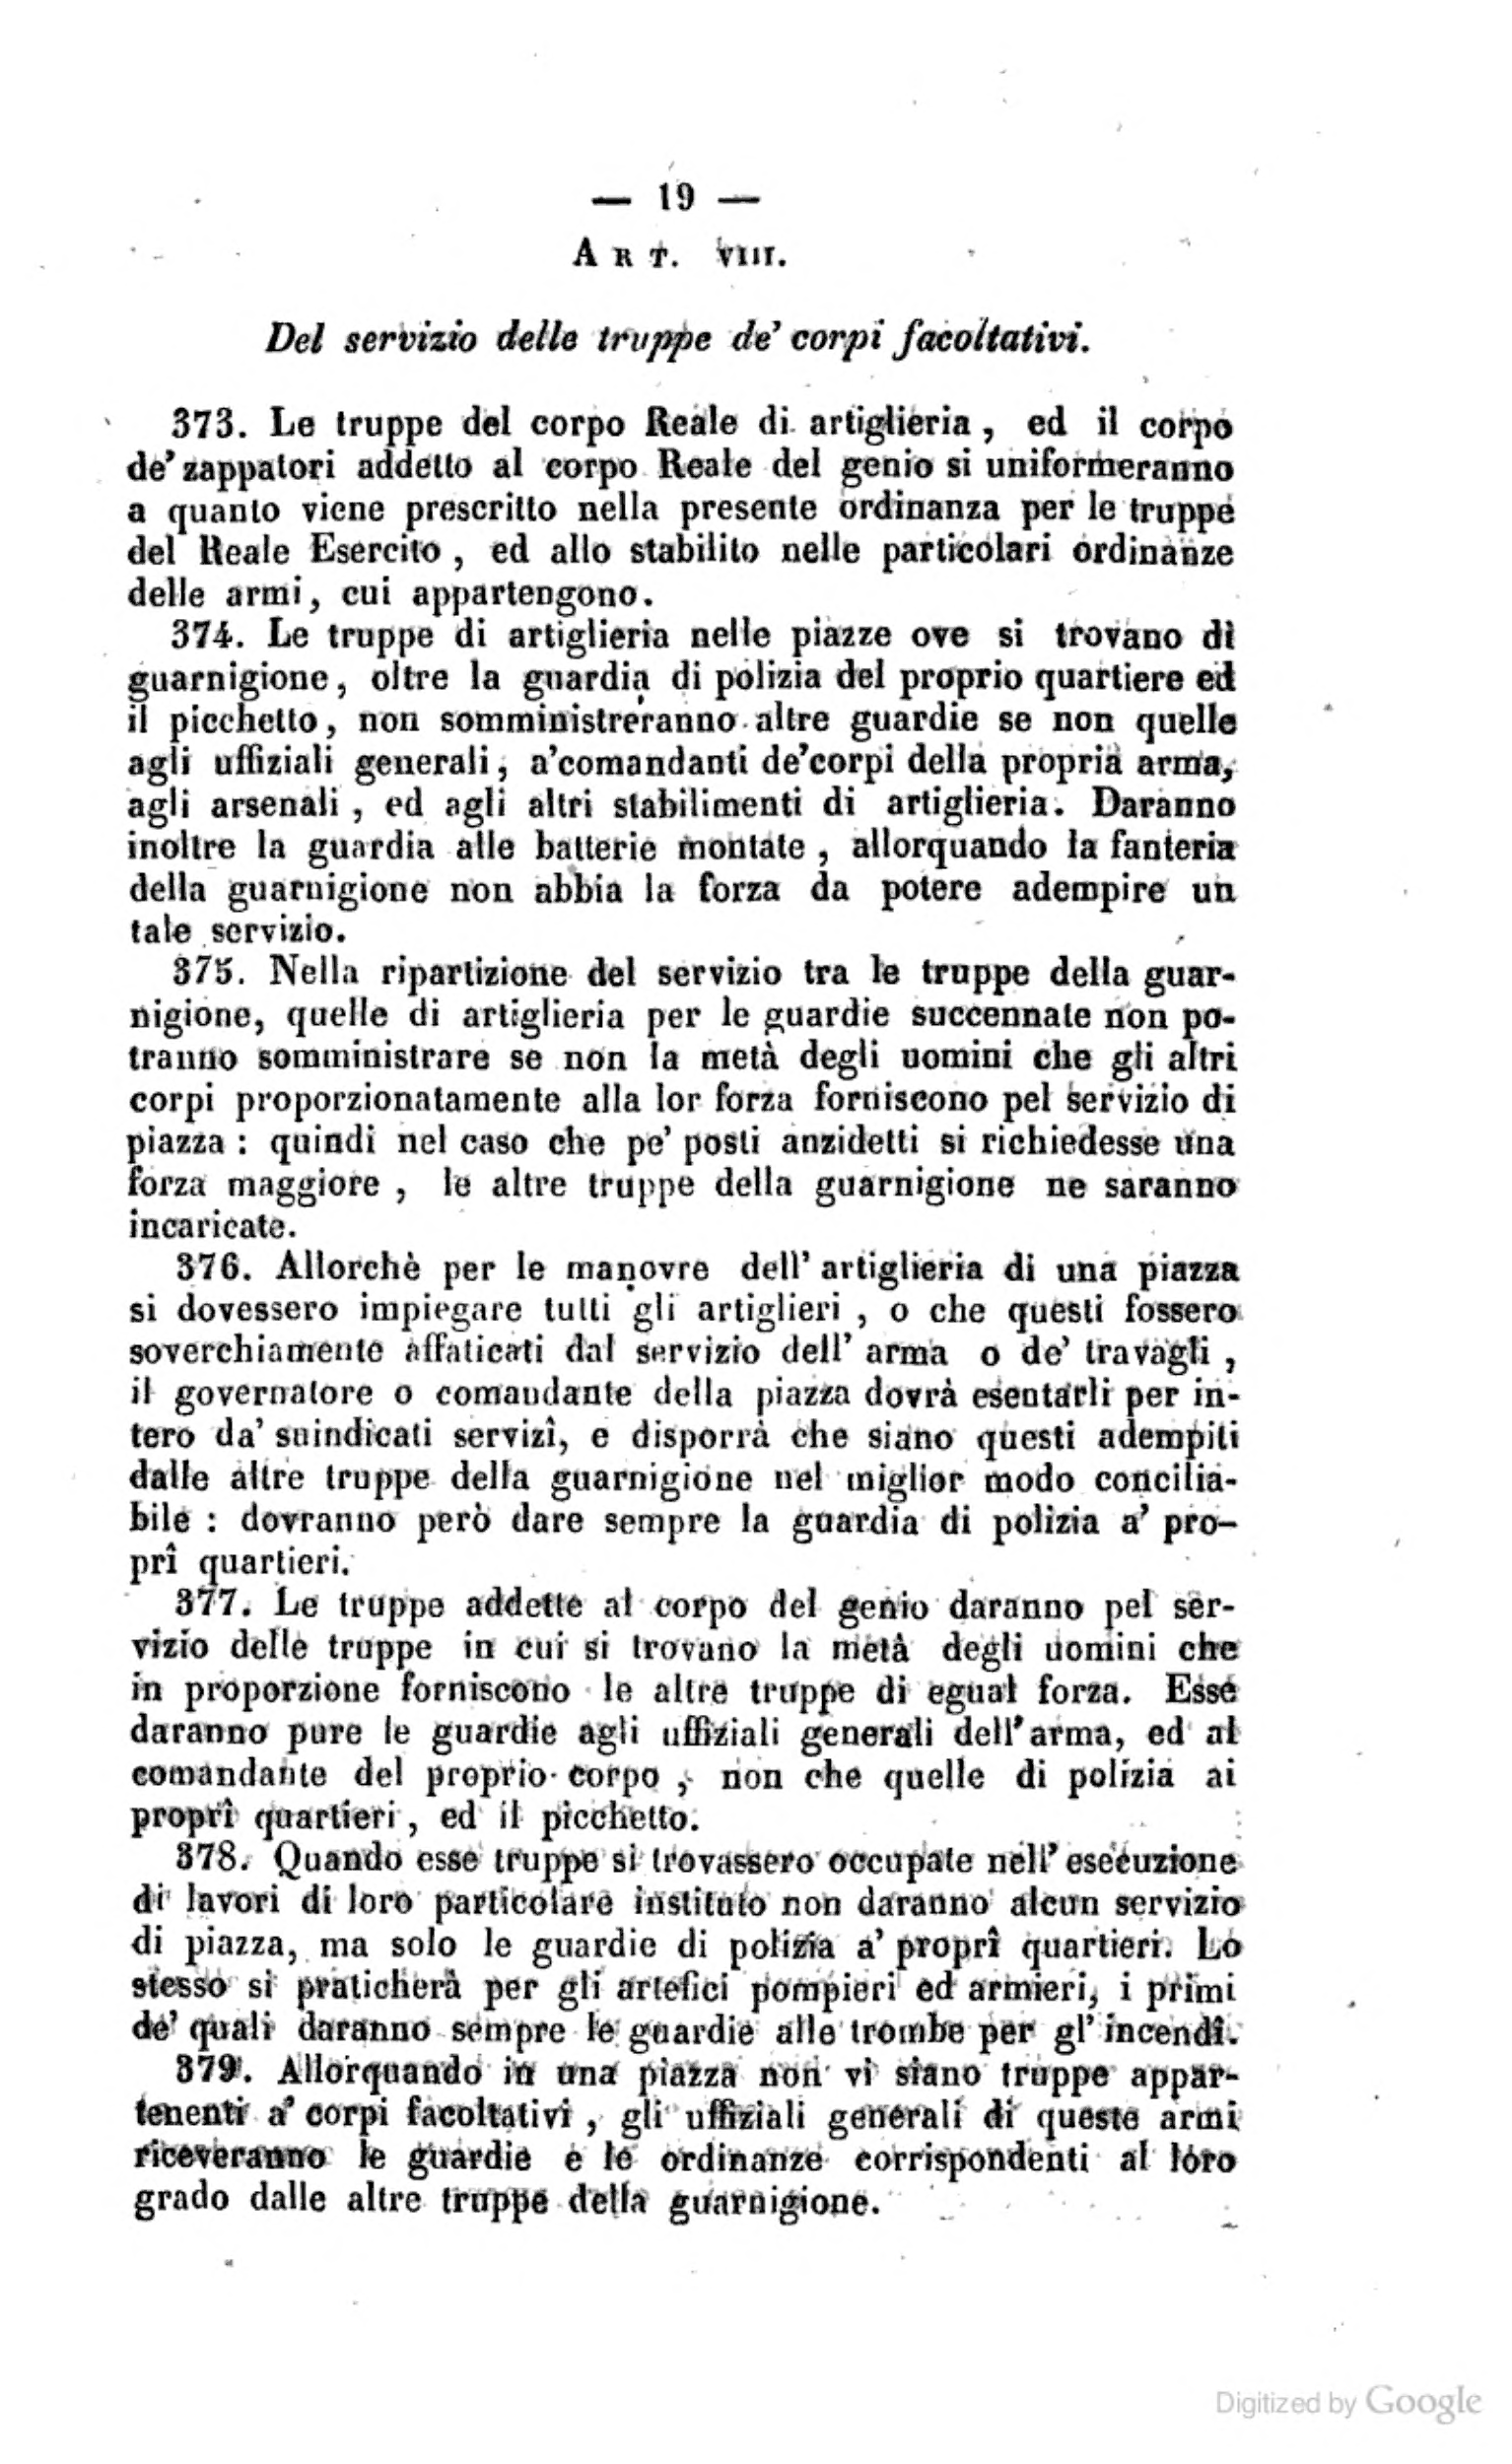 — 19 —
ART. VIII.
Del servizio delle truppe de' corpi facoltativi.
373. Le truppe del corpo Reale di artiglieria, ed il corpo
de' zappatori addetto al corpo Reale del genio si uniformeranno
a quanto viene prescritto nella presente ordinanza per le truppe
del Reale Esercito, ed allo stabilito nelle particolari ordinanze
delle armi, cui appartengono.
374. Le truppe di artiglieria nelle piazze ove si trovano di
guarnigione, oltre la guardia di polizia del proprio quartiere ed
il picchetto, non somministreranno altre guardie se non quelle
agli uffiziali generali, a' comandanti de' corpi della propria arma,
agli arsenali, ed agli altri stabilimenti di artiglieria. Daranno
inoltre la guardia alle batterie montate, allorquando la fanteria
della guarnigione non abbia la forza da potere adempire un
tale servizio.
375. Nella ripartizione del servizio tra le truppe della guar-
nigione, quelle di artiglieria per le guardie succennate non po-
tranno somministrare se non la metà degli uomini che gli altri
corpi proporzionatamente alla lor forza forniscono pel servizio di
piazza : quindi nel caso che pe' posti anzidetti si richiedesse una
forza maggiore, le altre truppe della guarnigione ne saranno
incaricate.
376. Allorchè per le manovre dell' artiglieria di una piazza
si dovessero impiegare tutti gli artiglieri, o che questi fossero
soverchiamente affaticati dal servizio dell' arma o de' travagli,
il governatore o comandante della piazza dovrà esentarli per in-
tero da' suindicati servizî, e disporrà che siano questi adempiti
dalle altre truppe della guarnigione nel miglior modo concilia-
bile : dovranno però dare sempre la guardia di polizia a' pro-
prî quartieri.
377. Le truppe addette al corpo del genio daranno pel ser-
vizio delle truppe in cui si trovano la metà degli uomini che
in proporzione forniscono le altre truppe di egual forza. Esse
daranno pure le guardie agli uffiziali generali dell' arma, ed al
comandante del proprio corpo, non che quelle di polizia ai
proprî quartieri, ed il picchetto.
378. Quando esse truppe si trovassero occupate nell' esecuzione
di lavori di loro particolare instituto non daranno alcun servizio
di piazza, ma solo le guardie di polizia a' proprî quartieri. Lo
stesso si praticherà per gli artefici pompieri ed armieri, i primi
de' quali daranno sempre le guardie alle trombe per gl' incendî.
379. Allorquando in una piazza non vi siano truppe appar-
tenenti a' corpi facoltativi, gli uffiziali generali di queste armi
riceveranno le guardie e le ordinanze corrispondenti al loro
grado dalle altre truppe della guarnigione.
Digitized by Google